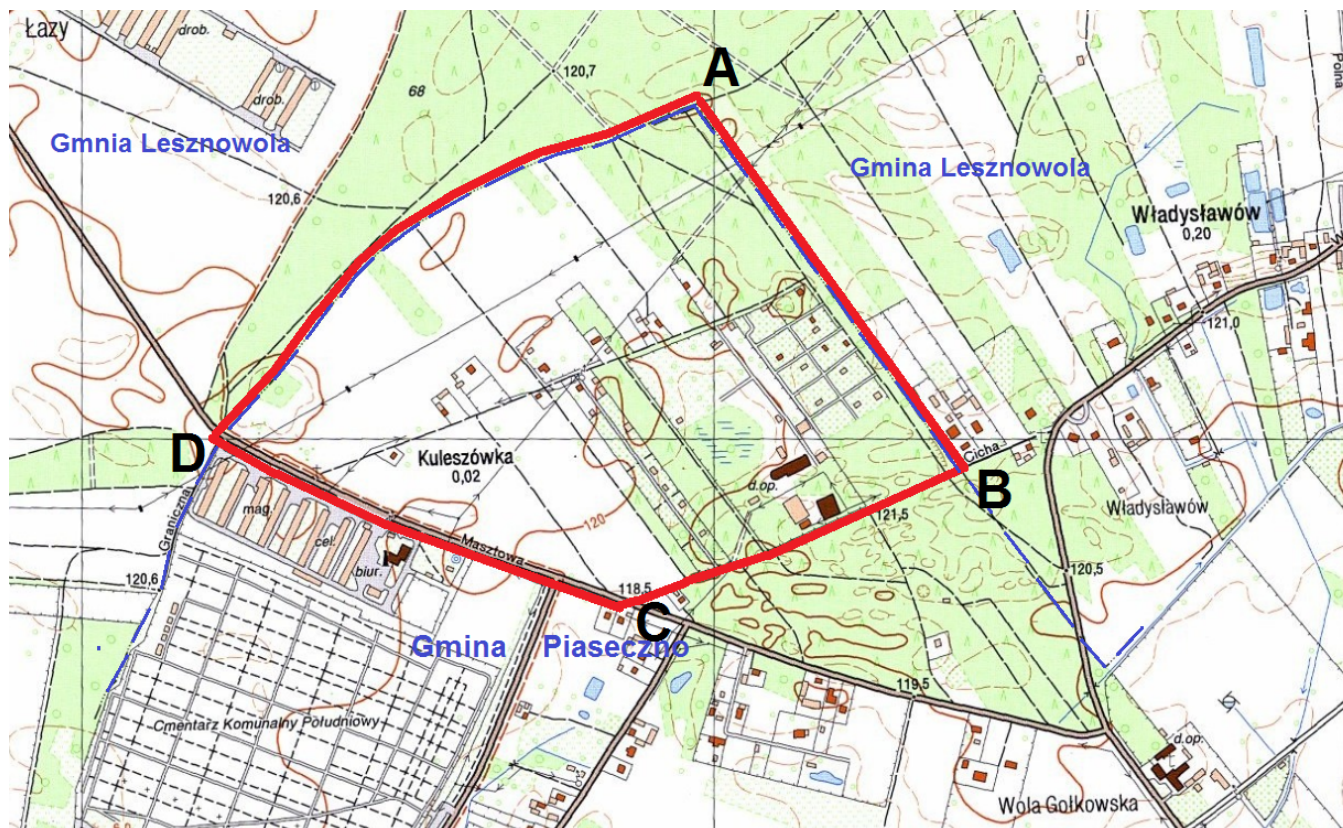 Łazy
drob.
drob.
68
120,7
A
Polna
Gmnia Lesznowola
Gmina Lesznowola
120,6
Władysławów
0,20
121,0
D
Kuleszówka
0,02
Cicha
B
d.op.
121,5
Władysławów
Graniczna
mag.
cel.
biur.
120
Masztowa
120,6
118,5
C
120,5
Gmina Piaseczno
119,5
Cmentarz Komunalny Południowy
d.op.
Wola Gołkowska